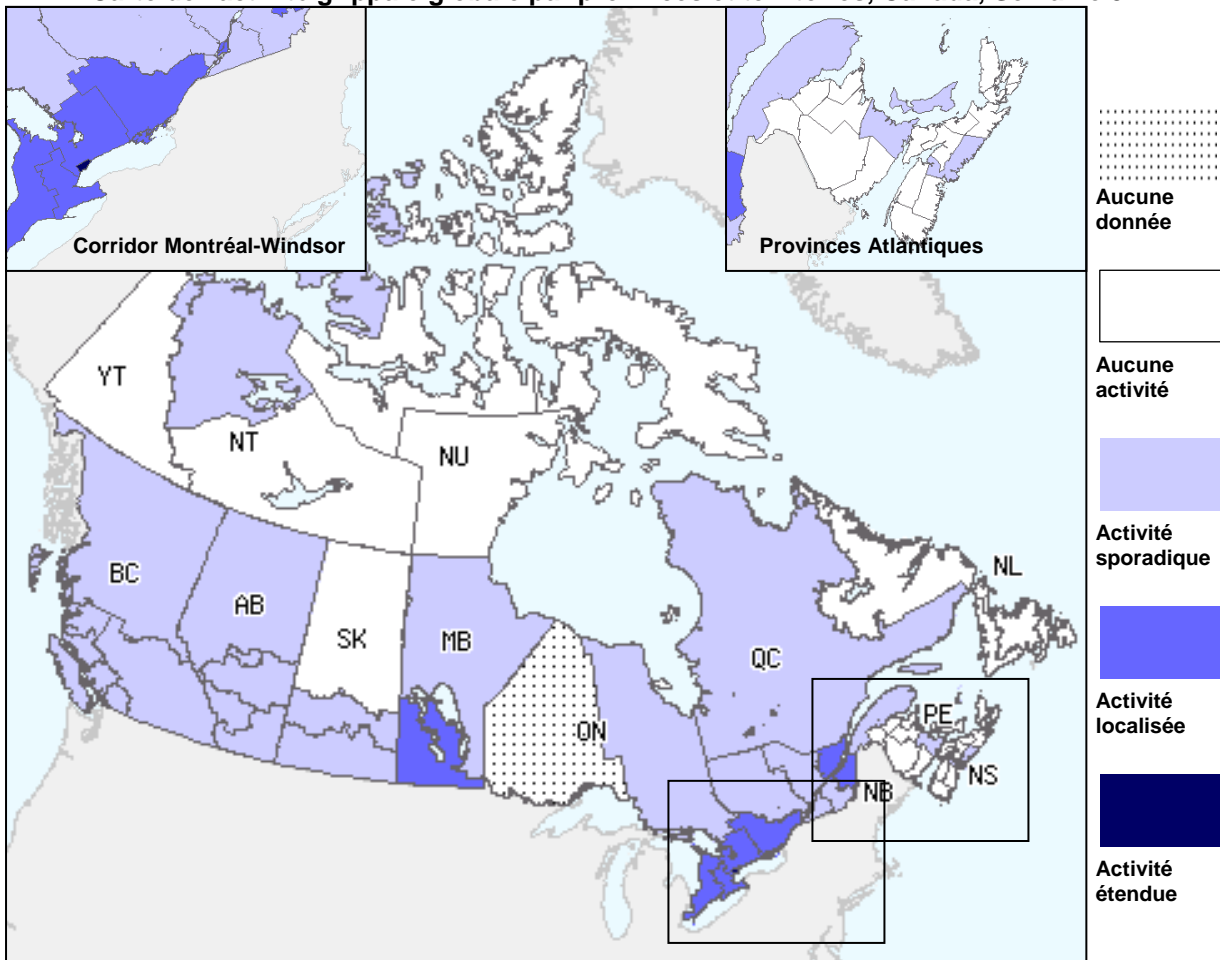 Corridor Montréal-Windsor
Provinces Atlantiques
Aucune
donnée
Aucune
activité
Activité
sporadique
Activité
localisée
Activité
étendue
YT
NT
NU
BC
AB
SK
MB
ON
QC
NL
PE
NB
NS